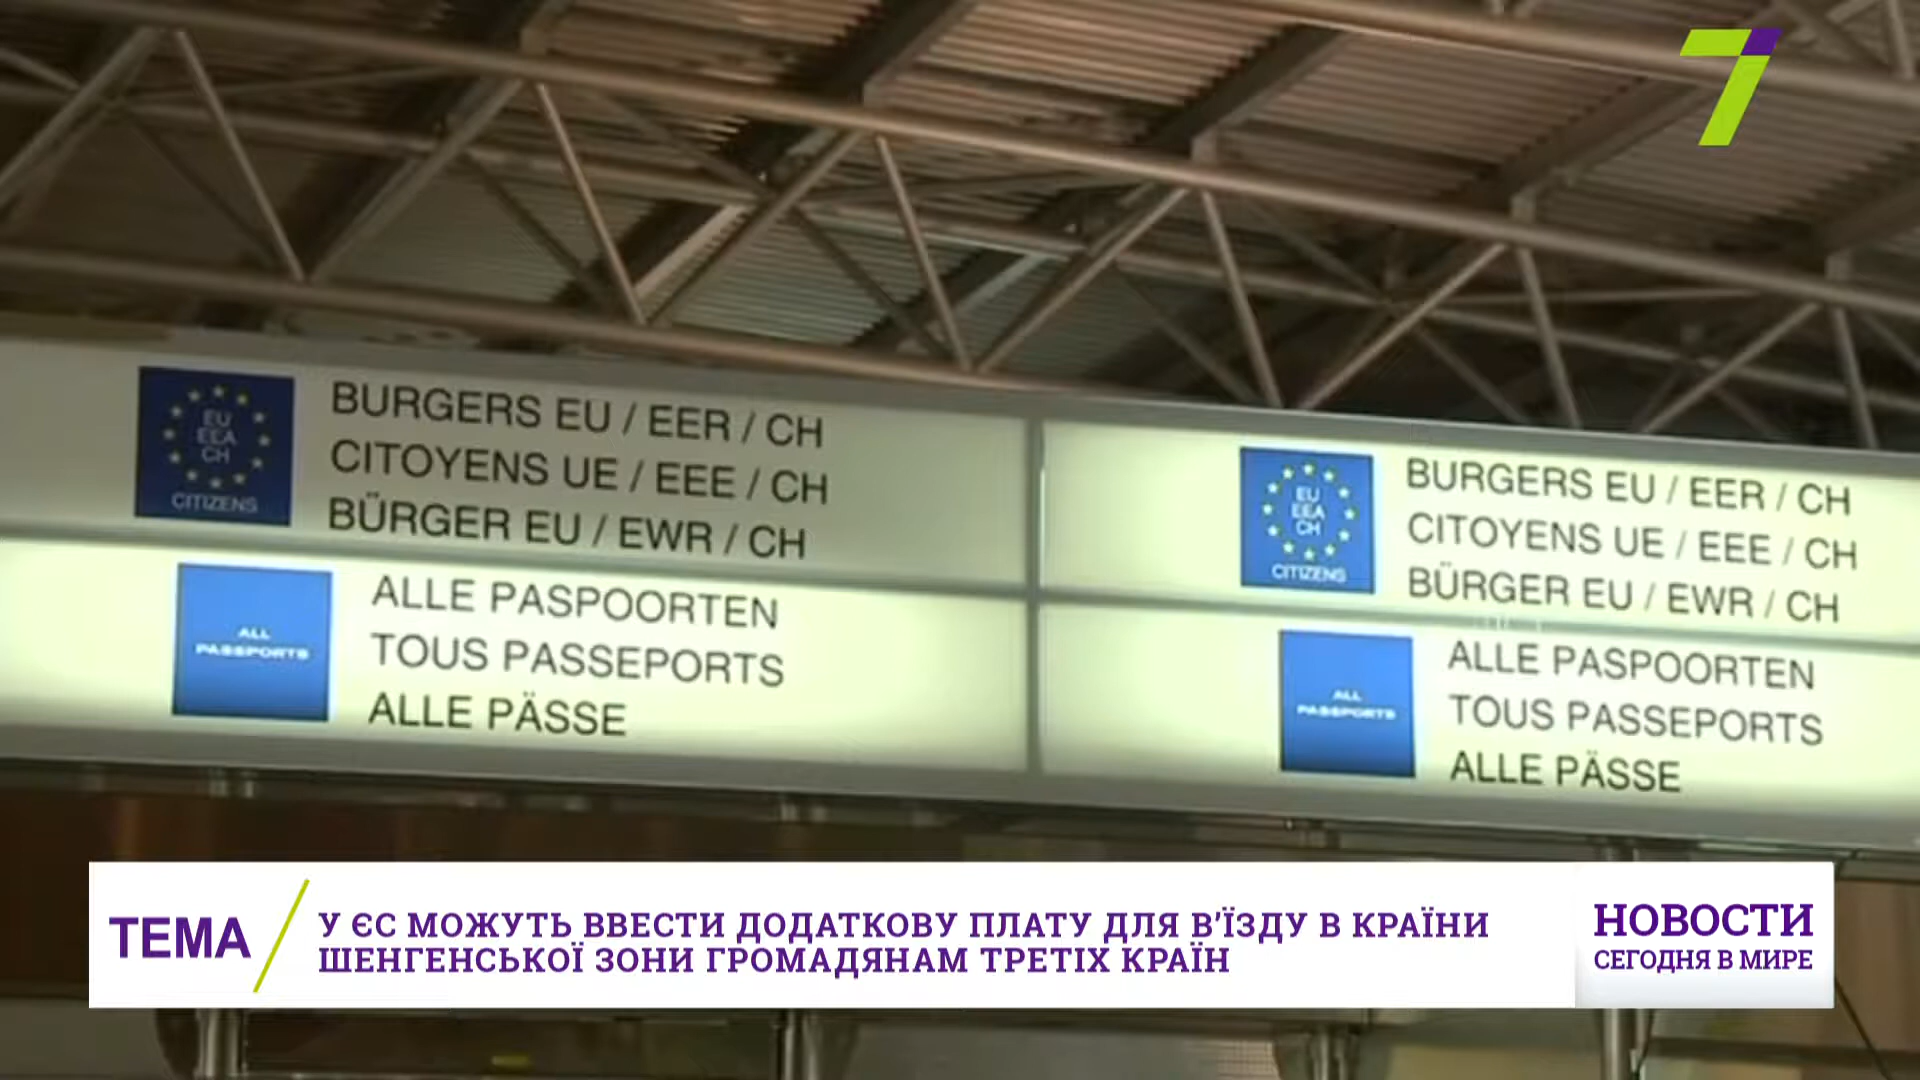 7
EU
EEA
CH
CITIZENS
BURGERS EU / EER / CH
CITOYENS UE / EEE / CH
BÜRGER EU / EWR / CH
ALL
PASSPORTS
ALLE PASPOORTEN
TOUS PASSEPORTS
ALLE PÄSSE
EU
EEA
CH
CITIZENS
BURGERS EU / EER / CH
CITOYENS UE / EEE / CH
BÜRGER EU / EWR / CH
ALL
PASSPORTS
ALLE PASPOORTEN
TOUS PASSEPORTS
ALLE PÄSSE
ТЕМА
У ЄС МОЖУТЬ ВВЕСТИ ДОДАТКОВУ ПЛАТУ ДЛЯ В’ЇЗДУ В КРАЇНИ
ШЕНГЕНСЬКОЇ ЗОНИ ГРОМАДЯНАМ ТРЕТІХ КРАЇН
НОВОСТИ
СЕГОДНЯ В МИРЕ